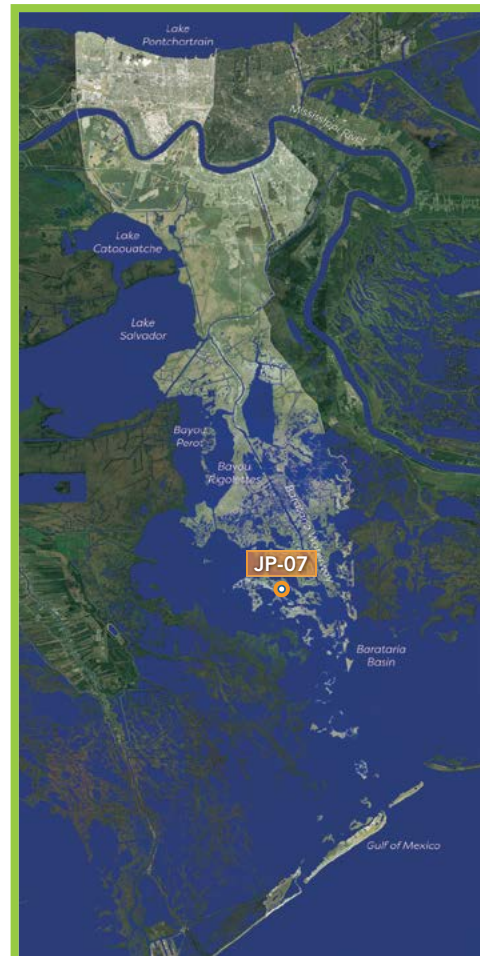 Lake
Pontchartrain
Mississippi River
Lake
Cataouatche
Lake
Salvador
Bayou
Perot
Bayou
Rigolettes
Barataria Waterway
JP-07
Barataria
Basin
Gulf of Mexico